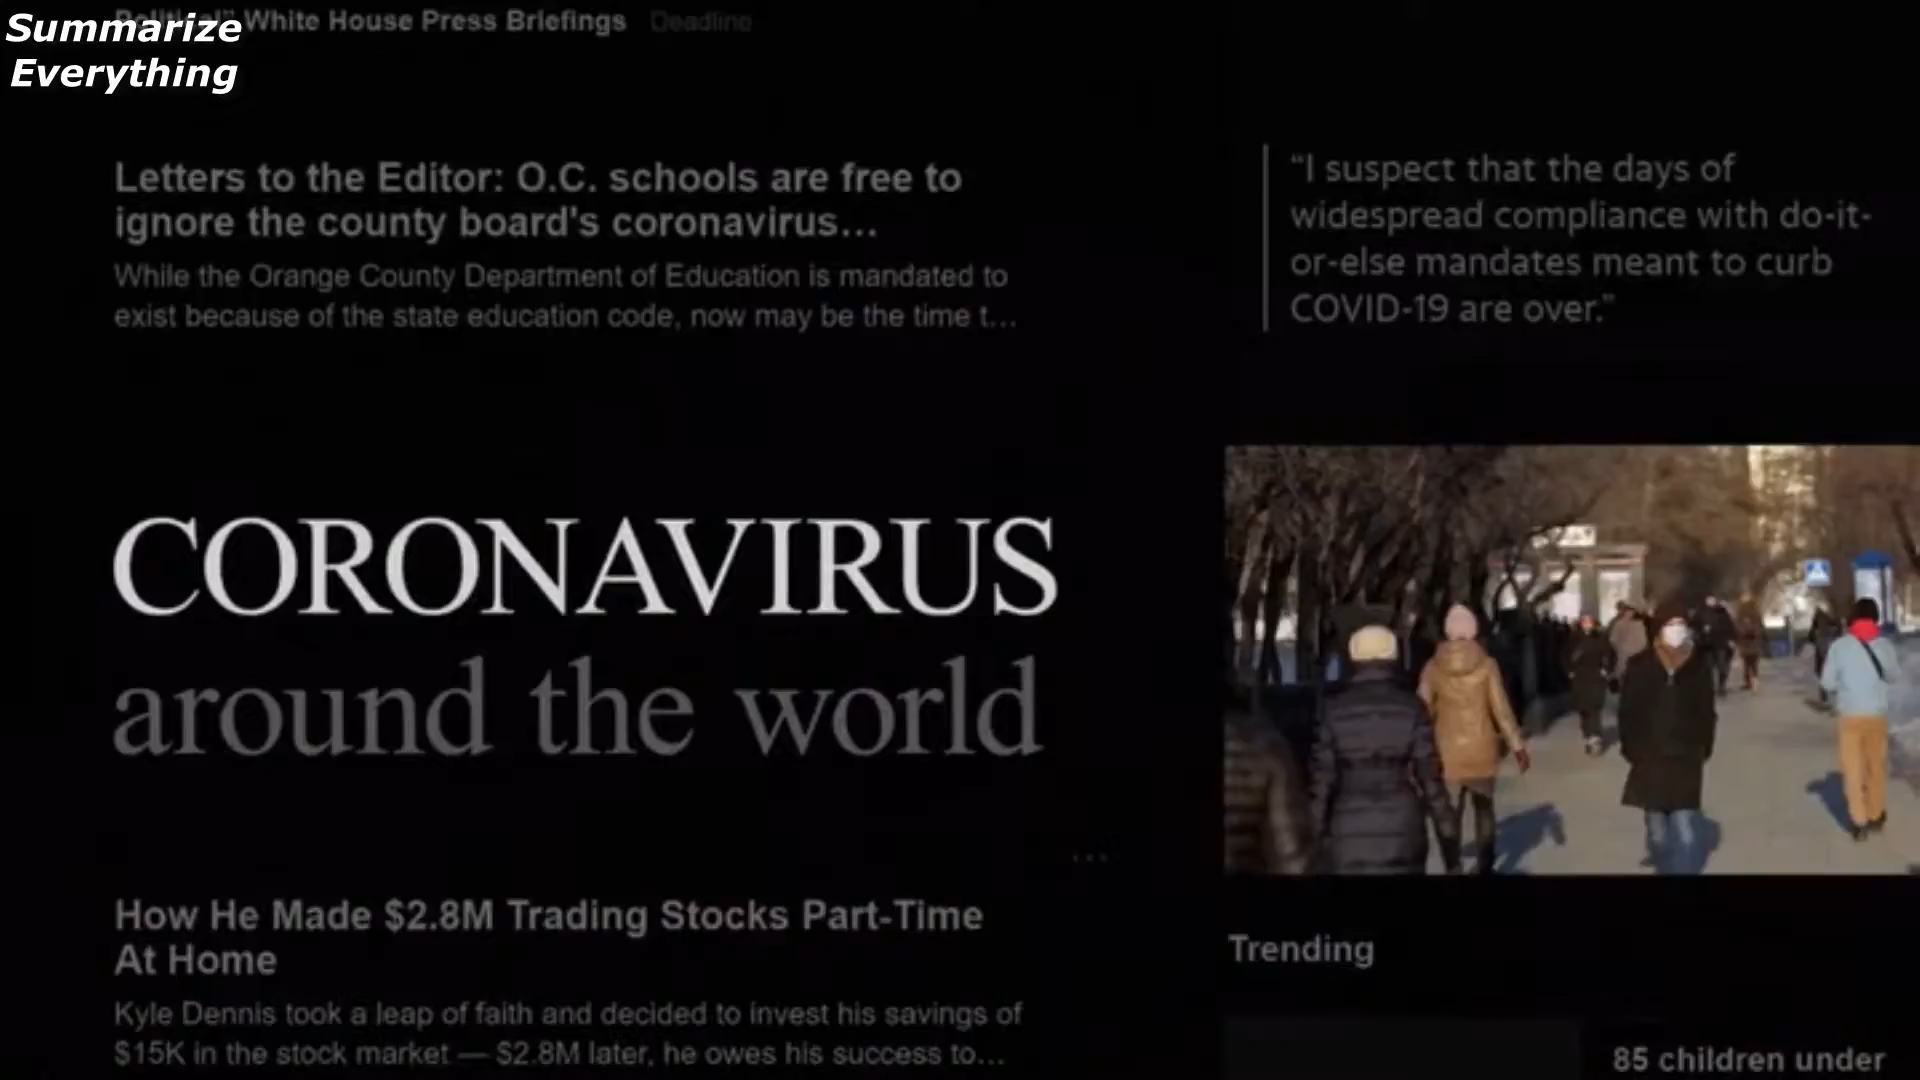 Political" White House Press Briefings Deadline
Summarize
Everything
Letters to the Editor: O.C. schools are free to
ignore the county board's coronavirus...
While the Orange County Department of Education is mandated to
exist because of the state education code, now may be the time t...
“I suspect that the days of
widespread compliance with do-it-
or-else mandates meant to curb
COVID-19 are over.”
CORONAVIRUS
around the world
...
How He Made $2.8M Trading Stocks Part-Time
At Home
Kyle Dennis took a leap of faith and decided to invest his savings of
$15K in the stock market — $2.8M later, he owes his success to...
Trending
85 children under